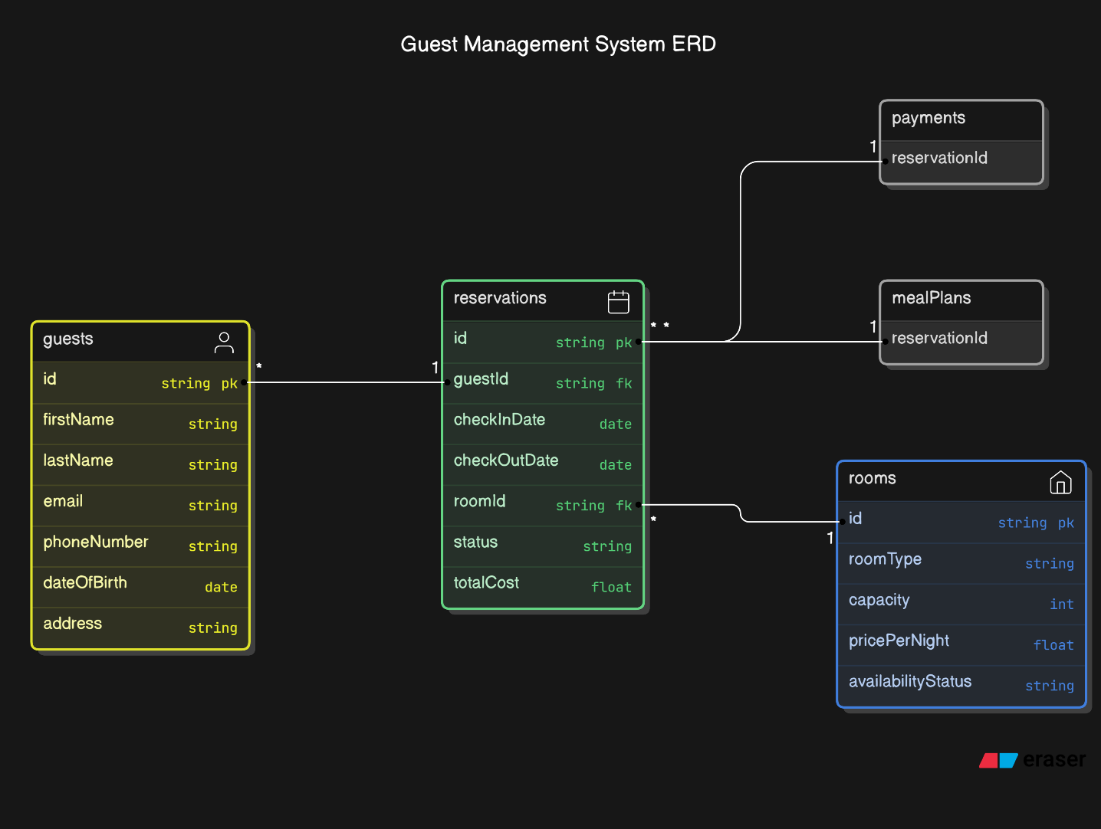 Guest Management System ERD
payments
1
reservationId
mealPlans
1
reservationId
reservations
* *
id string pk
1
guestId string fk
checkInDate date
checkOutDate date
roomId string fk
*
status string
totalCost float
guests
*
id string pk
firstName string
lastName string
email string
phoneNumber string
dateOfBirth date
address string
rooms
1
id string pk
roomType string
capacity int
pricePerNight float
availabilityStatus string
eraser